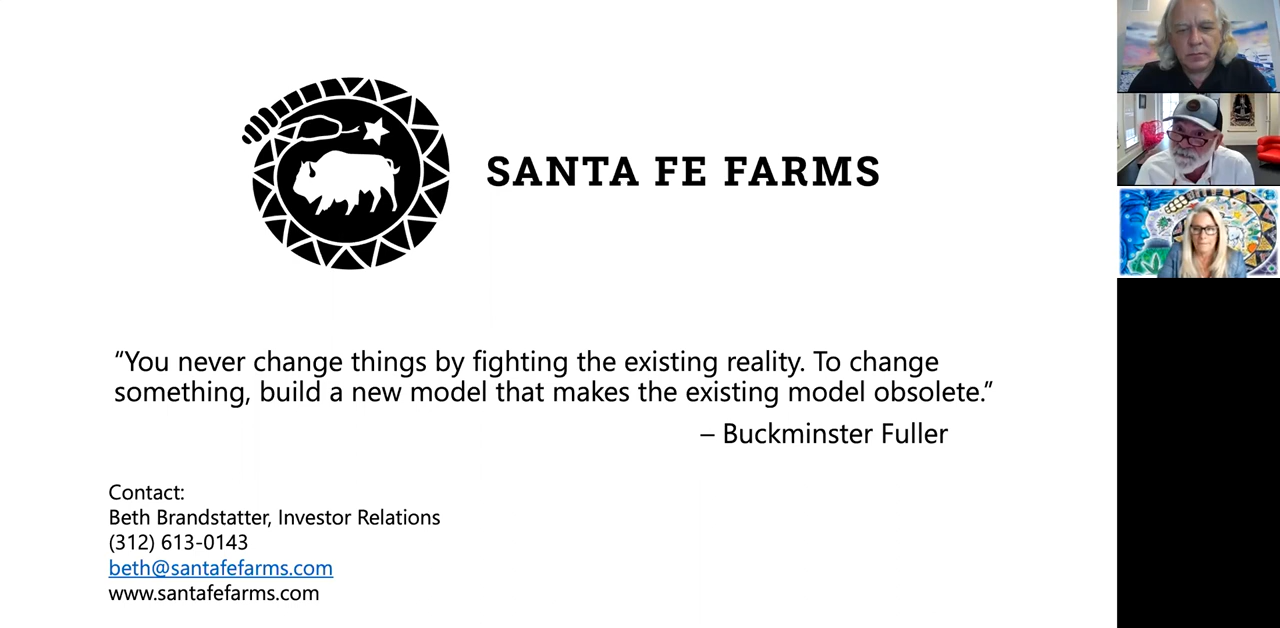 SANTA FE FARMS
“You never change things by fighting the existing reality. To change
something, build a new model that makes the existing model obsolete.”
– Buckminster Fuller
Contact:
Beth Brandstatter, Investor Relations
(312) 613-0143
beth@santafefarms.com
www.santafefarms.com